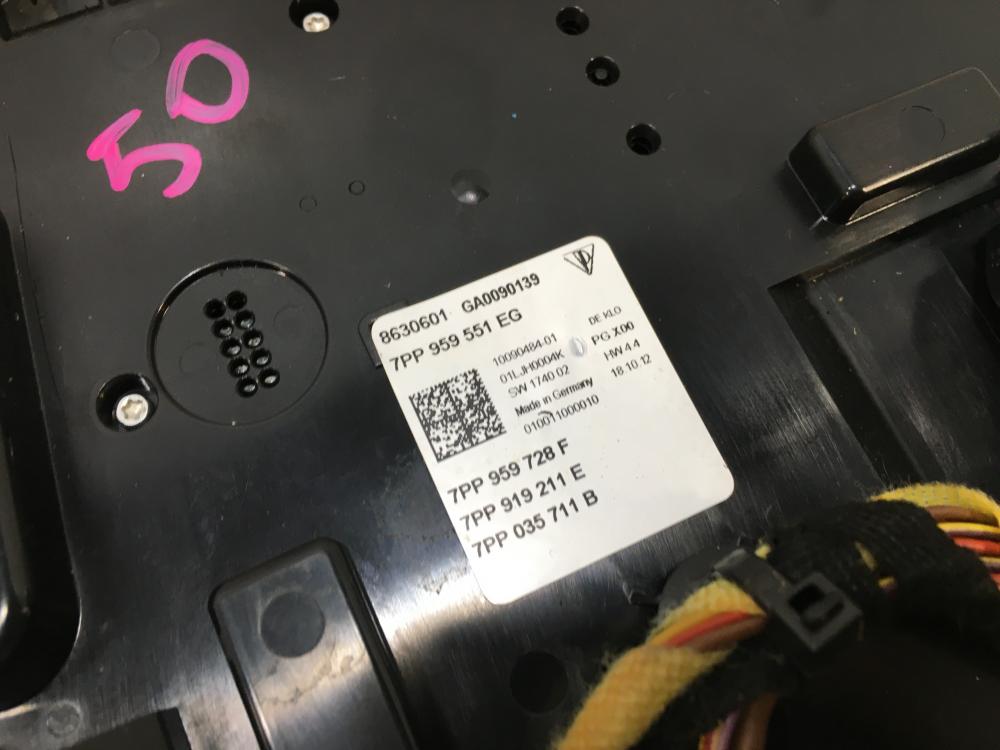 50
8630601 GA0090139
7PP 959 551 EG
10090484-01
DE KLO
01LJH0004K
PG X00
SW 1740 02
HW 4.4
Made in Germany
18.10.12
010011000010
7PP 959 728 F
7PP 919 211 E
7PP 035 711 B